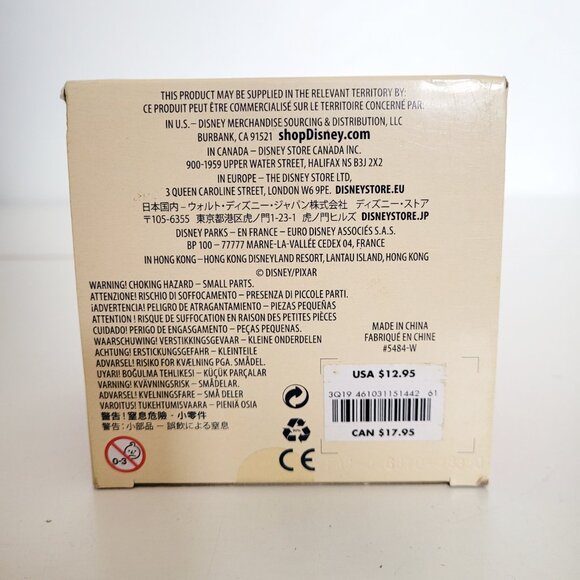 THIS PRODUCT MAY BE SUPPLIED IN THE RELEVANT TERRITORY BY:
CE PRODUIT PEUT ÊTRE COMMERCIALISÉ SUR LE TERRITOIRE CONCERNÉ PAR.
IN U.S.– DISNEY MERCHANDISE SOURCING & DISTRIBUTION, LLC
BURBANK, CA 91521 shopDisney.com
IN CANADA – DISNEY STORE CANADA INC.
900-1959 UPPER WATER STREET, HALIFAX NS B3J 2X2
IN EUROPE – THE DISNEY STORE LTD,
3 QUEEN CAROLINE STREET, LONDON W6 9PE. DISNEYSTORE.EU
日本国内 – ウォルト・ディズニー・ジャパン株式会社 ディズニー・ストア
〒105-6355 東京都港区虎ノ門1-23-1 虎ノ門ヒルズ DISNEYSTORE.JP
DISNEY PARKS – EN FRANCE – EURO DISNEY ASSOCIÉS S.A.S.
BP 100 – 77777 MARNE-LA-VALLÉE CEDEX 04, FRANCE
IN HONG KONG – HONG KONG DISNEYLAND RESORT, LANTAU ISLAND, HONG KONG
© DISNEY/PIXAR
WARNING! CHOKING HAZARD – SMALL PARTS.
ATTENZIONE! RISCHIO DI SOFFOCAMENTO – PRESENZA DI PICCOLE PARTI.
¡ADVERTENCIA! PELIGRO DE ATRAGANTAMIENTO – PIEZAS PEQUEÑAS
ATTENTION ! RISQUE DE SUFFOCATION EN RAISON DES PETITES PIÈCES
CUIDADO! PERIGO DE ENGASGAMENTO – PEÇAS PEQUENAS.
WAARSCHUWING! VERSTIKKINGSGEVAAR – KLEINE ONDERDELEN
ACHTUNG! ERSTICKUNGSGEFAHR – KLEINTEILE
ADVARSEL! RISIKO FOR KVÆLNING PGA. SMÅDEL.
UYARI! BOĞULMA TEHLIKESI – KÜÇÜK PARÇALAR
VARNING! KVÄVNINGSRISK – SMÅDELAR.
ADVARSEL! KVELNINGSFARE – SMÅ DELER
VAROITUS! TUKEHTUMISVAARA – PIENIÄ OSIA
警告！窒息危險・小零件
警告：小部品 – 誤飲による窒息
0-3
MADE IN CHINA
FABRIQUÉ EN CHINE
#5484-W
USA $12.95
3Q19 461031151442 61
CAN $17.95
CE